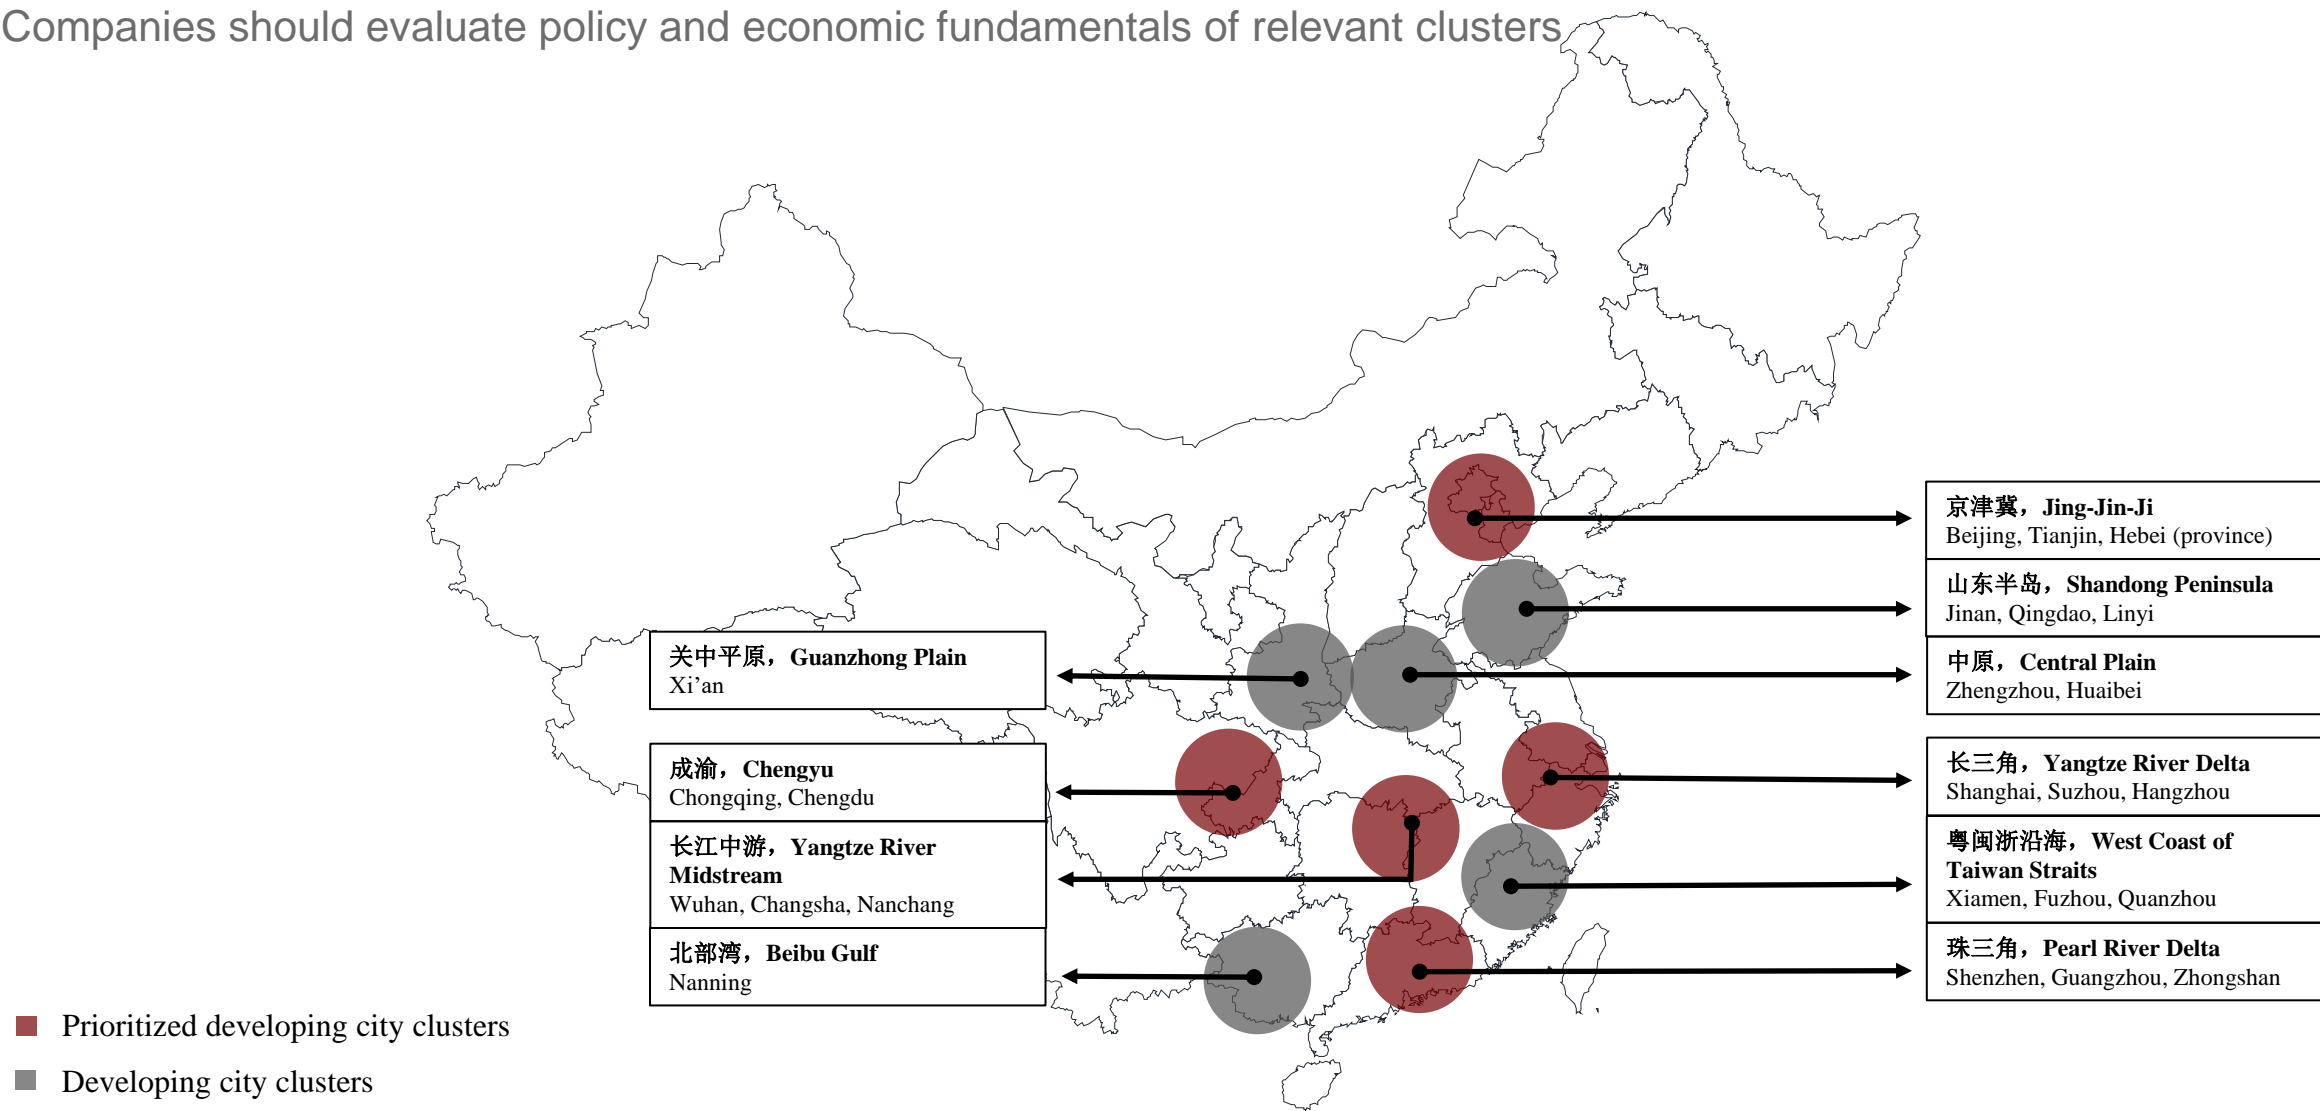 Companies should evaluate policy and economic fundamentals of relevant clusters
京津冀，Jing-Jin-Ji
Beijing, Tianjin, Hebei (province)
山东半岛，Shandong Peninsula
Jinan, Qingdao, Linyi
中原，Central Plain
Zhengzhou, Huaibei
长三角，Yangtze River Delta
Shanghai, Suzhou, Hangzhou
粤闽浙沿海，West Coast of
Taiwan Straits
Xiamen, Fuzhou, Quanzhou
珠三角，Pearl River Delta
Shenzhen, Guangzhou, Zhongshan
关中平原，Guanzhong Plain
Xi’an
成渝，Chengyu
Chongqing, Chengdu
长江中游，Yangtze River
Midstream
Wuhan, Changsha, Nanchang
北部湾，Beibu Gulf
Nanning
Prioritized developing city clusters
Developing city clusters